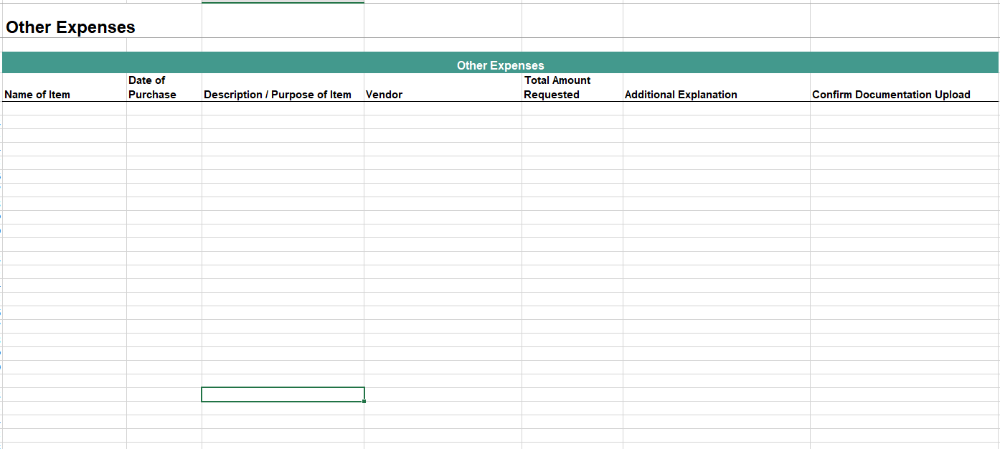 Other Expenses
Other Expenses
Name of Item
Date of
Purchase
Description / Purpose of Item
Vendor
Total Amount
Requested
Additional Explanation
Confirm Documentation Upload